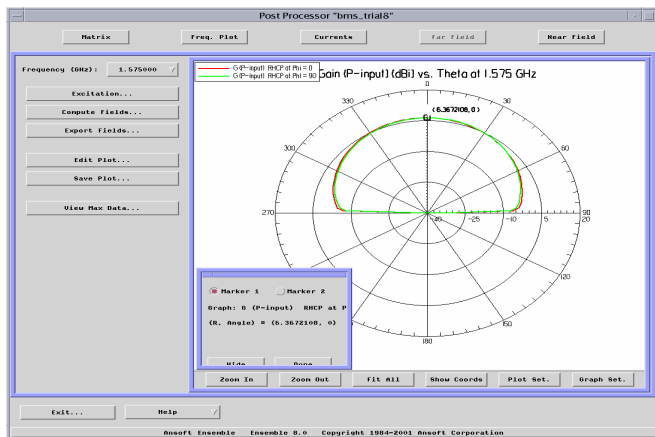 Post Processor "bms_trial8"
Matrix
Freq. Plot
Currents
Far Field
Near Field
Frequency (GHz): 1.575000
Excitation...
Compute Fields...
Export Fields...
Edit Plot...
Save Plot...
View Max Data...
G (P-input) RHCP at Phi = 0
G (P-input) RHCP at Phi = 90
Gain (P-input) (dBi) vs. Theta at 1.575 GHz
0
330
30
(6.3672108, 0)
300
60
270
-40 -25 -10 5 20
90
120
150
180
Marker 1 Marker 2
Graph: G (P-input) RHCP at P
(R, Angle) = (6.3672108, 0)
Hide Done
Zoom In
Zoom Out
Fit All
Show Coords
Plot Set.
Graph Set.
Exit...
Help
Ansoft Ensemble Ensemble 8.0 Copyright 1984-2001 Ansoft Corporation